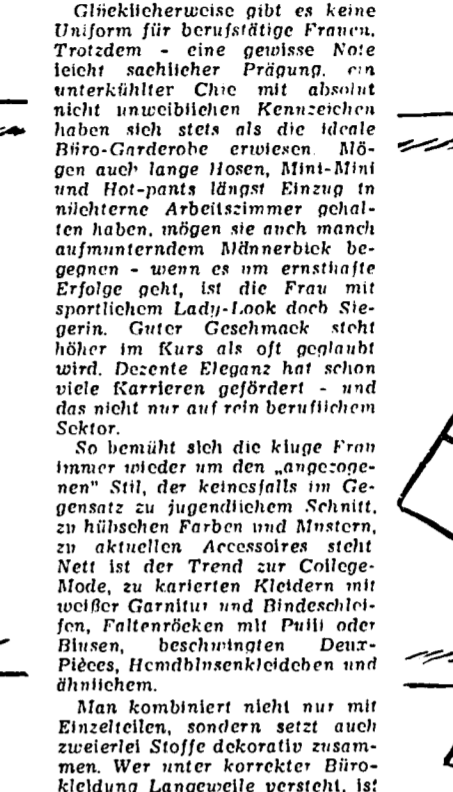 Glücklicherweise gibt es keine
Uniform für berufstätige Frauen.
Trotzdem - eine gewisse Note
leicht sachlicher Prägung, ein
unterkühlter Chic mit absolut
nicht unweiblichen Kennzeichen
haben sich stets als die ideale
Büro-Garderobe erwiesen. Mö-
gen auch lange Hosen, Mini-Mini
und Hot-pants längst Einzug in
nüchterne Arbeitszimmer gehal-
ten haben, mögen sie auch manch
aufmunterndem Männerblick be-
gegnen - wenn es um ernsthafte
Erfolge geht, ist die Frau mit
sportlichem Lady-Look doch Sie-
gerin. Guter Geschmack steht
höher im Kurs als oft geglaubt
wird. Dezente Eleganz hat schon
viele Karrieren gefördert - und
das nicht nur auf rein beruflichem
Sektor.
So bemüht sich die kluge Frau
immer wieder um den „angezoge-
nen" Stil, der keinesfalls im Ge-
gensatz zu jugendlichem Schnitt,
zu hübschen Farben und Mustern,
zu aktuellen Accessoires steht
Nett ist der Trend zur College-
Mode, zu karierten Kleidern mit
weißer Garnitur und Bindeschlei-
fen, Faltenröcken mit Pulli oder
Blusen, beschwingten Deux-
Pièces, Hemdblusenkleidchen und
ähnlichem.
Man kombiniert nicht nur mit
Einzelteilen, sondern setzt auch
zweierlei Stoffe dekorativ zusam-
men. Wer unter korrekter Büro-
kleidung Langeweile versteht, ist